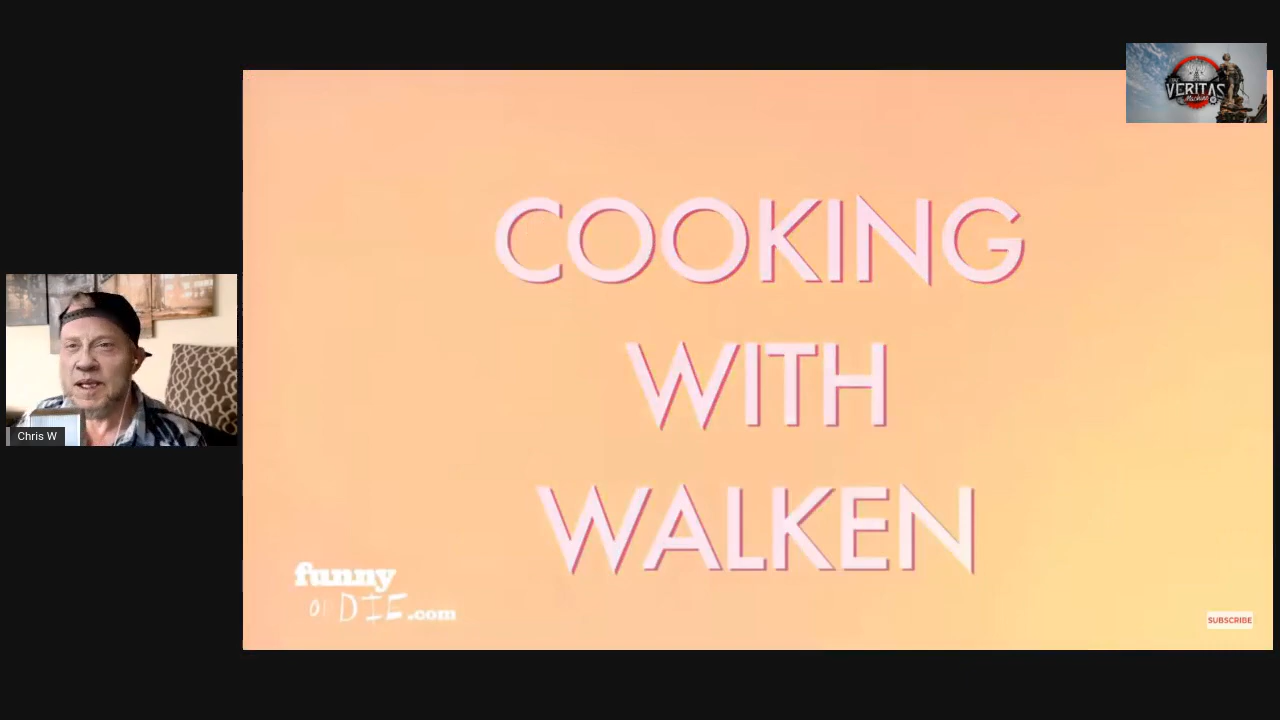 VERITAS
COOKING
WITH
WALKEN
Chris W
funny
or DIE.com
SUBSCRIBE